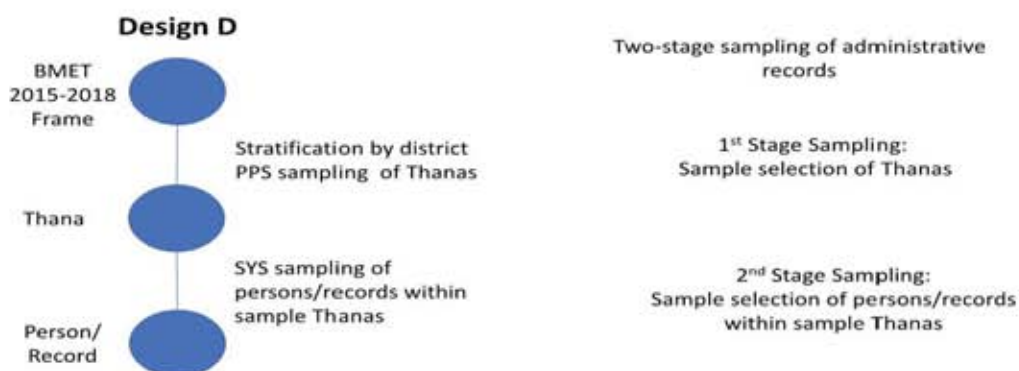 Design D
BMET
2015-2018
Frame
Stratification by district
PPS sampling of Thanas
Thana
SYS sampling of
persons/records within
sample Thanas
Person/
Record
Two-stage sampling of administrative
records
1st Stage Sampling:
Sample selection of Thanas
2nd Stage Sampling:
Sample selection of persons/records
within sample Thanas